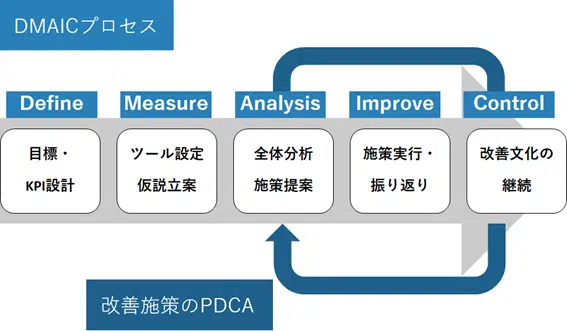 DMAICプロセス
Define
Measure
Analysis
Improve
Control
目標・
KPI設計
ツール設定
仮説立案
全体分析
施策提案
施策実行・
振り返り
改善文化の
継続
改善施策のPDCA